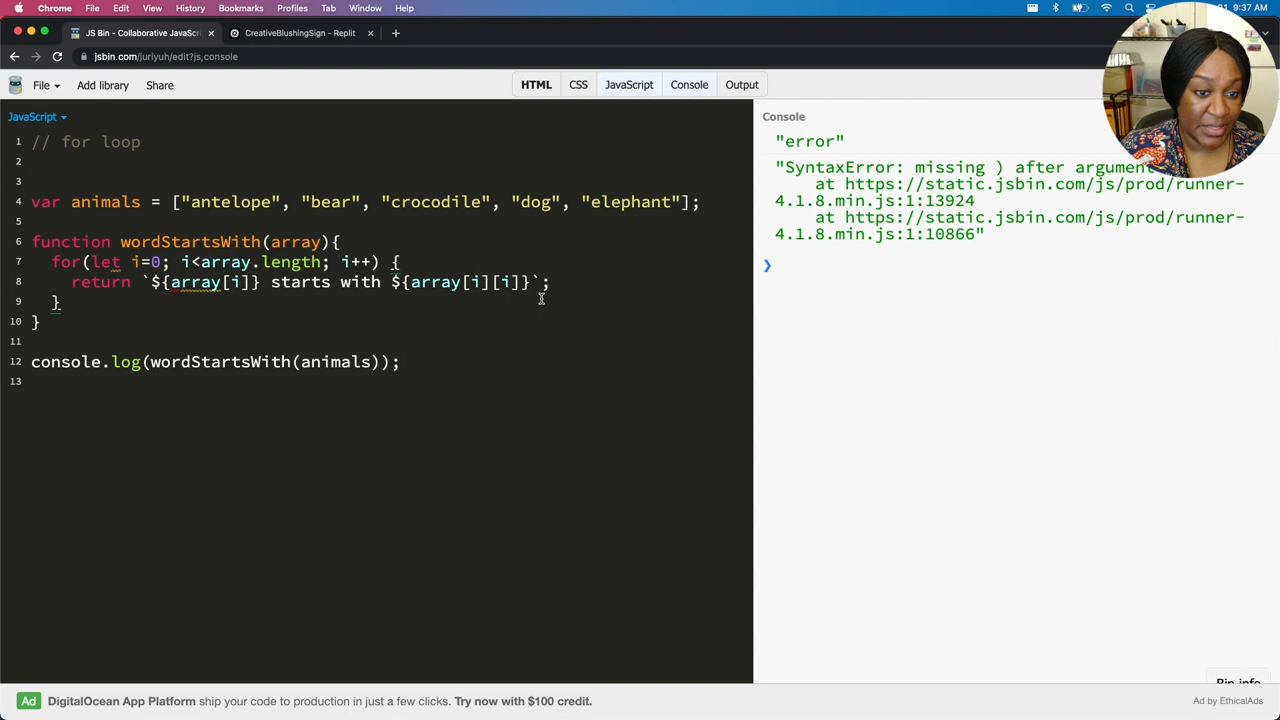 Chrome File Edit View History Bookmarks Profiles Tab Window Help 9:37 AM
JS Bin - Collaborative JavaScri CreativeBlushingSign - Replit
jsbin.com/juriyuh/edit?js,console
File Add library Share HTML CSS JavaScript Console Output
JavaScript
1 // for loop
2
3
4 var animals = ["antelope", "bear", "crocodile", "dog", "elephant"];
5
6 function wordStartsWith(array){
7 for(let i=0; i<array.length; i++) {
8 return `${array[i]} starts with ${array[i][i]}`;
9 }
10 }
11
12 console.log(wordStartsWith(animals));
13
Console
"error"
"SyntaxError: missing ) after argument
at https://static.jsbin.com/js/prod/runner-
4.1.8.min.js:1:13924
at https://static.jsbin.com/js/prod/runner-
4.1.8.min.js:1:10866"
❯
Bin info
Ad DigitalOcean App Platform ship your code to production in just a few clicks. Try now with $100 credit. Ad by EthicalAds